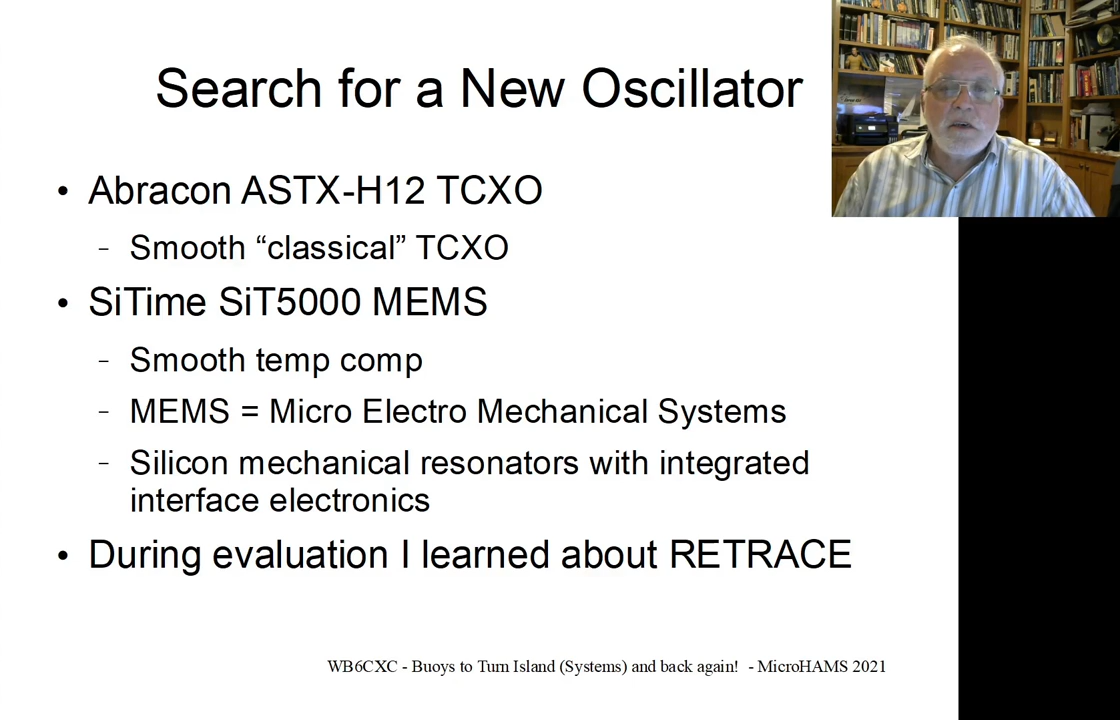 Search for a New Oscillator
• Abracon ASTX-H12 TCXO
– Smooth “classical” TCXO
• SiTime SiT5000 MEMS
– Smooth temp comp
– MEMS = Micro Electro Mechanical Systems
– Silicon mechanical resonators with integrated
interface electronics
• During evaluation I learned about RETRACE
WB6CXC - Buoys to Turn Island (Systems) and back again! - MicroHAMS 2021